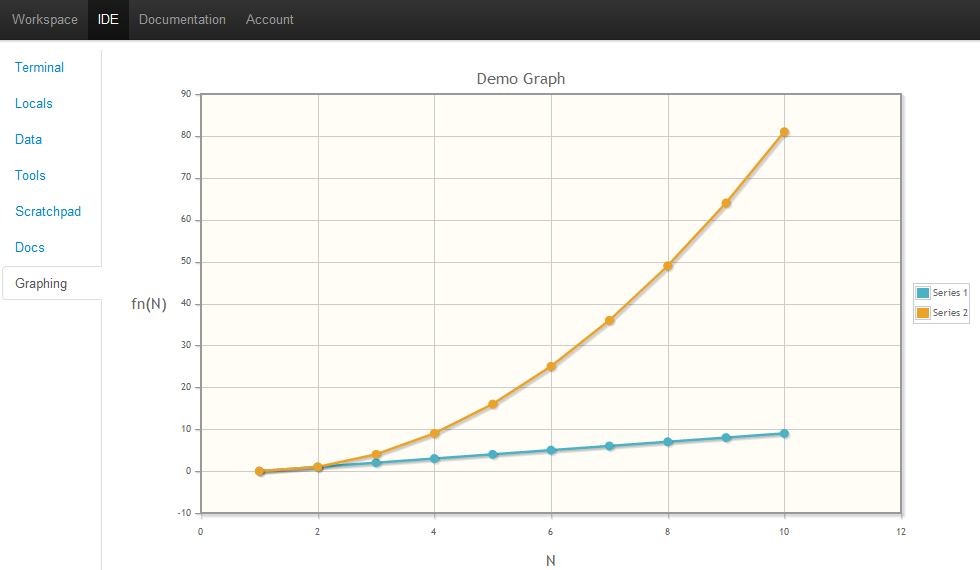 Workspace IDE Documentation Account
Terminal
Locals
Data
Tools
Scratchpad
Docs
Graphing
Demo Graph
90
80
70
60
50
40
30
20
10
0
-10
fn(N)
0 2 4 6 8 10 12
N
Series 1
Series 2